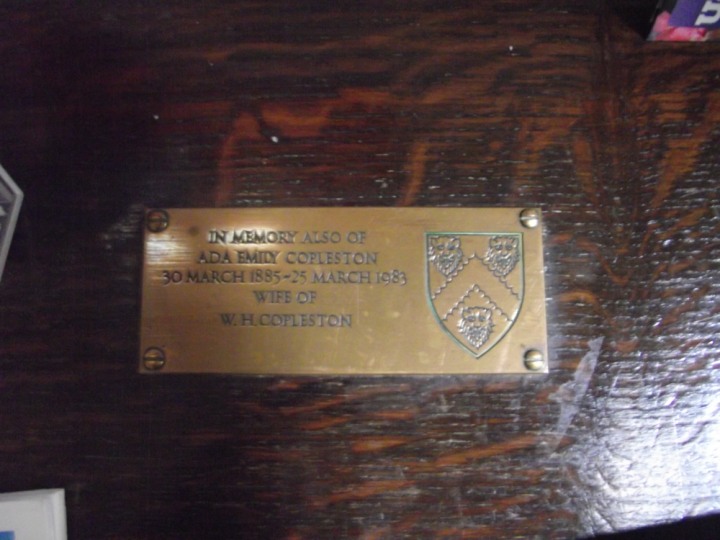 IN MEMORY ALSO OF
ADA EMILY COPLESTON
30 MARCH 1885-25 MARCH 1983
WIFE OF
W. H. COPLESTON